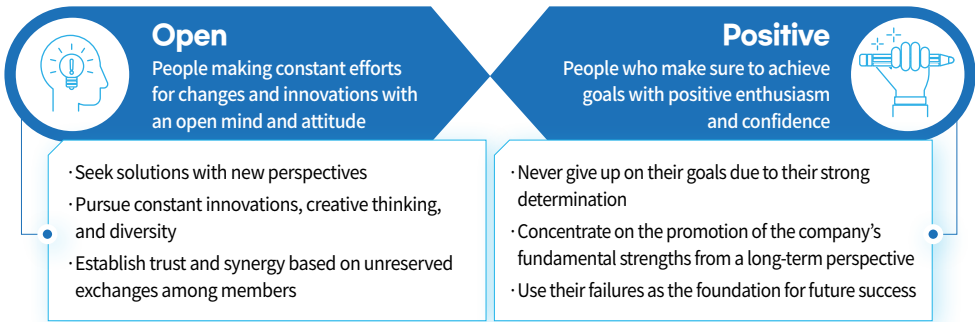 Open
People making constant efforts
for changes and innovations with
an open mind and attitude
· Seek solutions with new perspectives
· Pursue constant innovations, creative thinking,
and diversity
· Establish trust and synergy based on unreserved
exchanges among members
Positive
People who make sure to achieve
goals with positive enthusiasm
and confidence
· Never give up on their goals due to their strong
determination
· Concentrate on the promotion of the company’s
fundamental strengths from a long-term perspective
· Use their failures as the foundation for future success